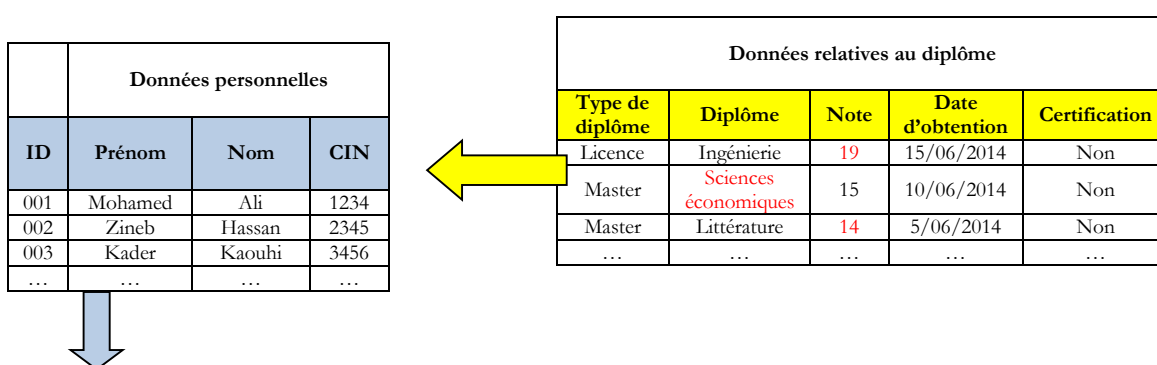 Données personnelles
ID Prénom Nom CIN
001 Mohamed Ali 1234
002 Zineb Hassan 2345
003 Kader Kaouhi 3456
… … … …
Données relatives au diplôme
Type de diplôme Diplôme Note Date d'obtention Certification
Licence Ingénierie 19 15/06/2014 Non
Master Sciences économiques 15 10/06/2014 Non
Master Littérature 14 5/06/2014 Non
… … … … …